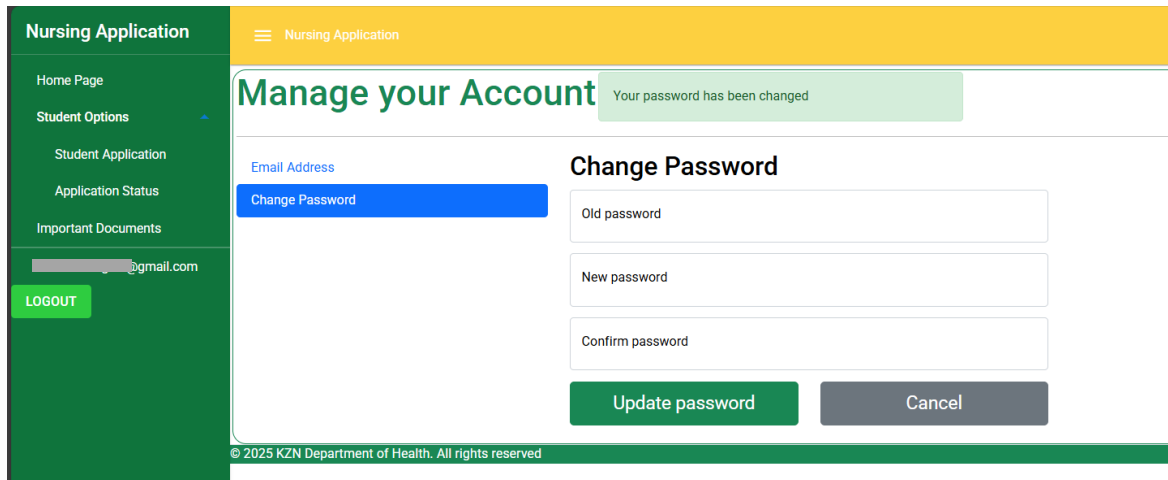 Nursing Application
Nursing Application
Home Page
Student Options
Student Application
Application Status
Important Documents
@gmail.com
LOGOUT
Manage your Account
Your password has been changed
Email Address
Change Password
Change Password
Old password
New password
Confirm password
Update password
Cancel
© 2025 KZN Department of Health. All rights reserved